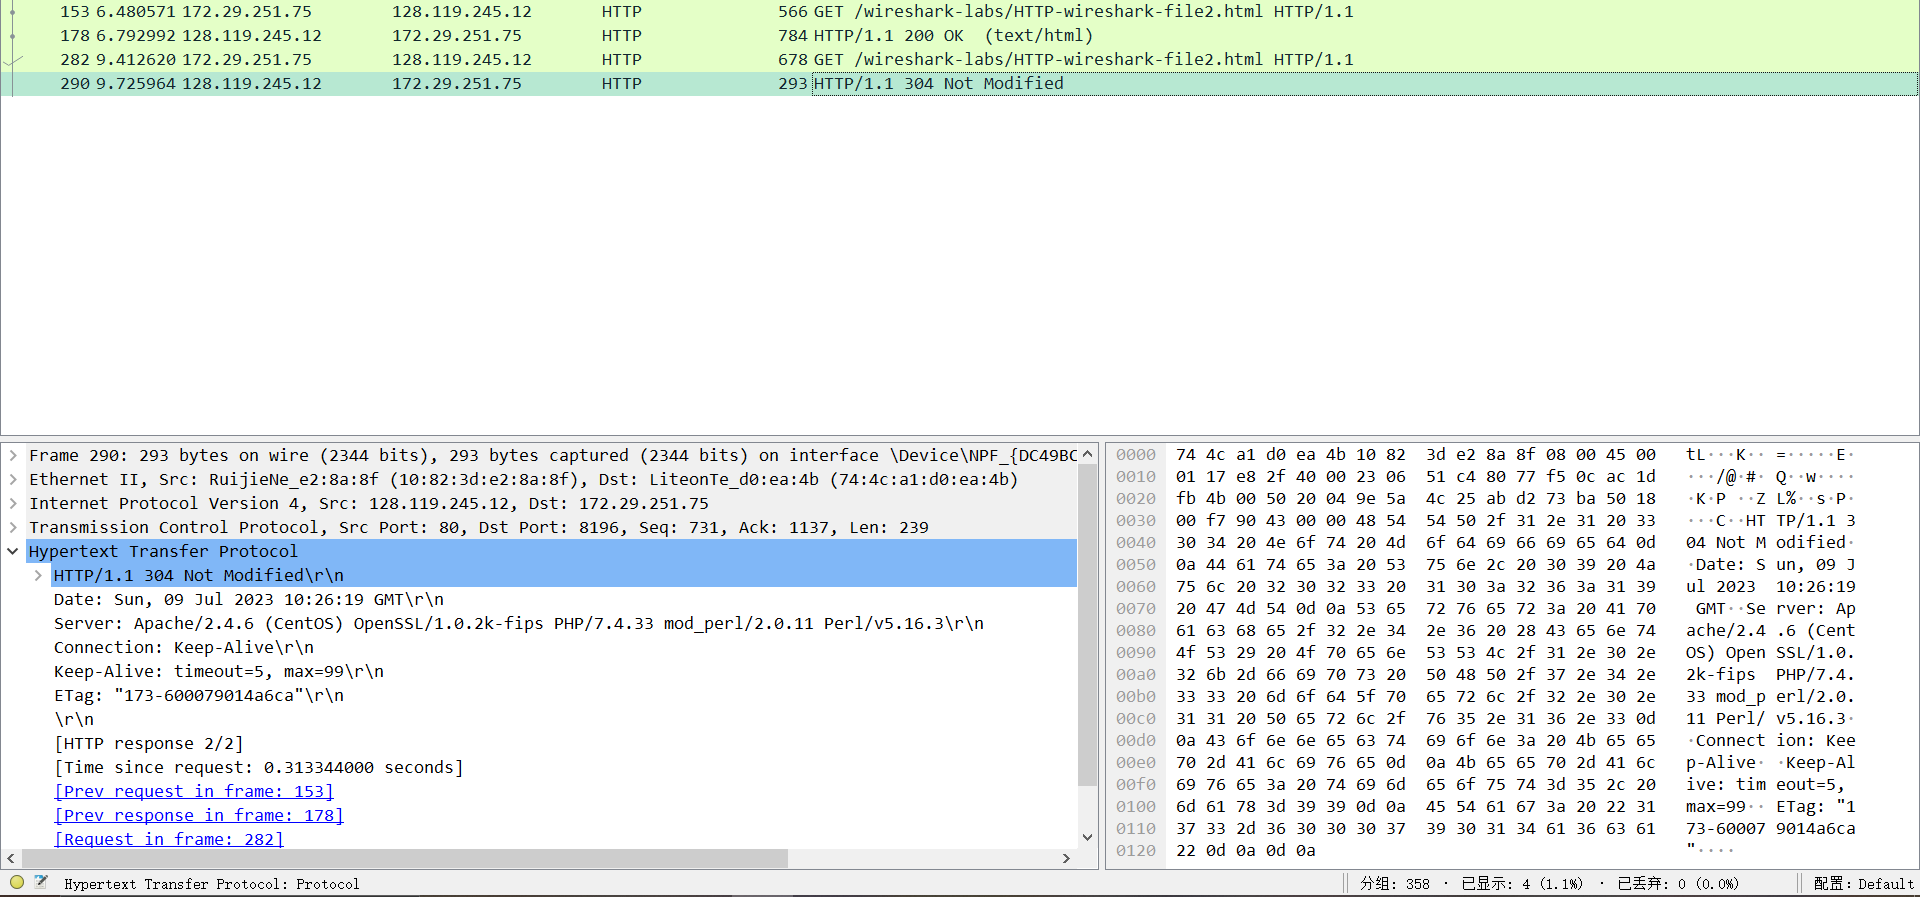 153 6.480571 172.29.251.75 128.119.245.12 HTTP 566 GET /wireshark-labs/HTTP-wireshark-file2.html HTTP/1.1
178 6.792992 128.119.245.12 172.29.251.75 HTTP 784 HTTP/1.1 200 OK  (text/html)
282 9.412620 172.29.251.75 128.119.245.12 HTTP 678 GET /wireshark-labs/HTTP-wireshark-file2.html HTTP/1.1
290 9.725964 128.119.245.12 172.29.251.75 HTTP 293 HTTP/1.1 304 Not Modified
Frame 290: 293 bytes on wire (2344 bits), 293 bytes captured (2344 bits) on interface \Device\NPF_{DC49BC
Ethernet II, Src: RuijieNe_e2:8a:8f (10:82:3d:e2:8a:8f), Dst: LiteonTe_d0:ea:4b (74:4c:a1:d0:ea:4b)
Internet Protocol Version 4, Src: 128.119.245.12, Dst: 172.29.251.75
Transmission Control Protocol, Src Port: 80, Dst Port: 8196, Seq: 731, Ack: 1137, Len: 239
Hypertext Transfer Protocol
HTTP/1.1 304 Not Modified\r\n
Date: Sun, 09 Jul 2023 10:26:19 GMT\r\n
Server: Apache/2.4.6 (CentOS) OpenSSL/1.0.2k-fips PHP/7.4.33 mod_perl/2.0.11 Perl/v5.16.3\r\n
Connection: Keep-Alive\r\n
Keep-Alive: timeout=5, max=99\r\n
ETag: "173-600079014a6ca"\r\n
\r\n
[HTTP response 2/2]
[Time since request: 0.313344000 seconds]
[Prev request in frame: 153]
[Prev response in frame: 178]
[Request in frame: 282]
0000 74 4c a1 d0 ea 4b 10 82 3d e2 8a 8f 08 00 45 00 tL···K·· =·····E·
0010 01 17 e8 2f 40 00 23 06 51 c4 80 77 f5 0c ac 1d ···/@·#· Q··w····
0020 fb 4b 00 50 20 04 9e 5a 4c 25 ab d2 73 ba 50 18 ·K·P ··Z L%··s·P·
0030 00 f7 90 43 00 00 48 54 54 50 2f 31 2e 31 20 33 ···C··HT TP/1.1 3
0040 30 34 20 4e 6f 74 20 4d 6f 64 69 66 69 65 64 0d 04 Not M odified·
0050 0a 44 61 74 65 3a 20 53 75 6e 2c 20 30 39 20 4a ·Date: S un, 09 J
0060 75 6c 20 32 30 32 33 20 31 30 3a 32 36 3a 31 39 ul 2023 10:26:19
0070 20 47 4d 54 0d 0a 53 65 72 76 65 72 3a 20 41 70 GMT··Se rver: Ap
0080 61 63 68 65 2f 32 2e 34 2e 36 20 28 43 65 6e 74 ache/2.4 .6 (Cent
0090 4f 53 29 20 4f 70 65 6e 53 53 4c 2f 31 2e 30 2e OS) Open SSL/1.0.
00a0 32 6b 2d 66 69 70 73 20 50 48 50 2f 37 2e 34 2e 2k-fips PHP/7.4.
00b0 33 33 20 6d 6f 64 5f 70 65 72 6c 2f 32 2e 30 2e 33 mod_p erl/2.0.
00c0 31 31 20 50 65 72 6c 2f 76 35 2e 31 36 2e 33 0d 11 Perl/ v5.16.3·
00d0 0a 43 6f 6e 6e 65 63 74 69 6f 6e 3a 20 4b 65 65 ·Connect ion: Kee
00e0 70 2d 41 6c 69 76 65 0d 0a 4b 65 65 70 2d 41 6c p-Alive· ·Keep-Al
00f0 69 76 65 3a 20 74 69 6d 65 6f 75 74 3d 35 2c 20 ive: tim eout=5,
0100 6d 61 78 3d 39 39 0d 0a 45 54 61 67 3a 20 22 31 max=99·· ETag: "1
0110 37 33 2d 36 30 30 30 37 39 30 31 34 61 36 63 61 73-60007 9014a6ca
0120 22 0d 0a 0d 0a "····
Hypertext Transfer Protocol: Protocol 分组: 358 · 已显示: 4 (1.1%) · 已丢弃: 0 (0.0%) 配置: Default